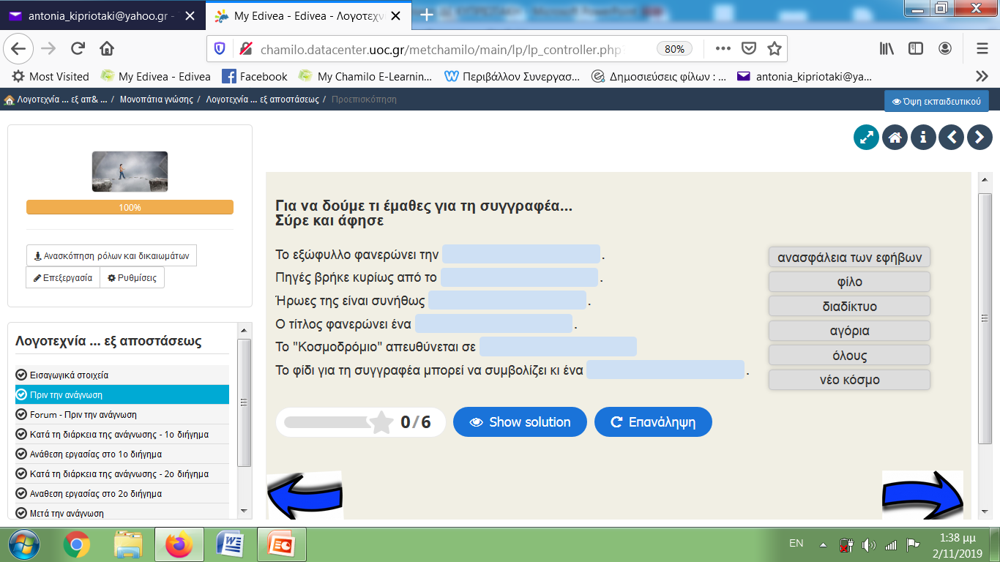 antonia_kipriotaki@yahoo.gr -
My Edivea - Edivea - Λογοτεχν
chamilo.datacenter.uoc.gr/metchamilo/main/lp/lp_controller.php
80%
Most Visited
My Edivea - Edivea
Facebook
My Chamilo E-Learnin...
Περιβάλλον Συνεργασ...
Δημοσιεύσεις φίλων : ...
antonia_kipriotaki@ya...
Λογοτεχνία ... εξ απ& ... / Μονοπάτια γνώσης / Λογοτεχνία ... εξ αποστάσεως / Προεπισκόπηση
Όψη εκπαιδευτικού
100%
Ανασκόπηση ρόλων και δικαιωμάτων
Επεξεργασία
Ρυθμίσεις
Λογοτεχνία ... εξ αποστάσεως
Εισαγωγικά στοιχεία
Πριν την ανάγνωση
Forum - Πριν την ανάγνωση
Κατά τη διάρκεια της ανάγνωσης - 1ο διήγημα
Ανάθεση εργασίας στο 1ο διήγημα
Κατά τη διάρκεια της ανάγνωσης - 2ο διήγημα
Αναθεση εργασίας στο 2ο διήγημα
Μετά την ανάγνωση
Για να δούμε τι έμαθες για τη συγγραφέα...
Σύρε και άφησε
Το εξώφυλλο φανερώνει την .
Πηγές βρήκε κυρίως από το .
Ήρωες της είναι συνήθως .
Ο τίτλος φανερώνει ένα .
Το "Κοσμοδρόμιο" απευθύνεται σε
Το φίδι για τη συγγραφέα μπορεί να συμβολίζει κι ένα .
ανασφάλεια των εφήβων
φίλο
διαδίκτυο
αγόρια
όλους
νέο κόσμο
0/6
Show solution
Επανάληψη
EN
1:38 μμ
2/11/2019